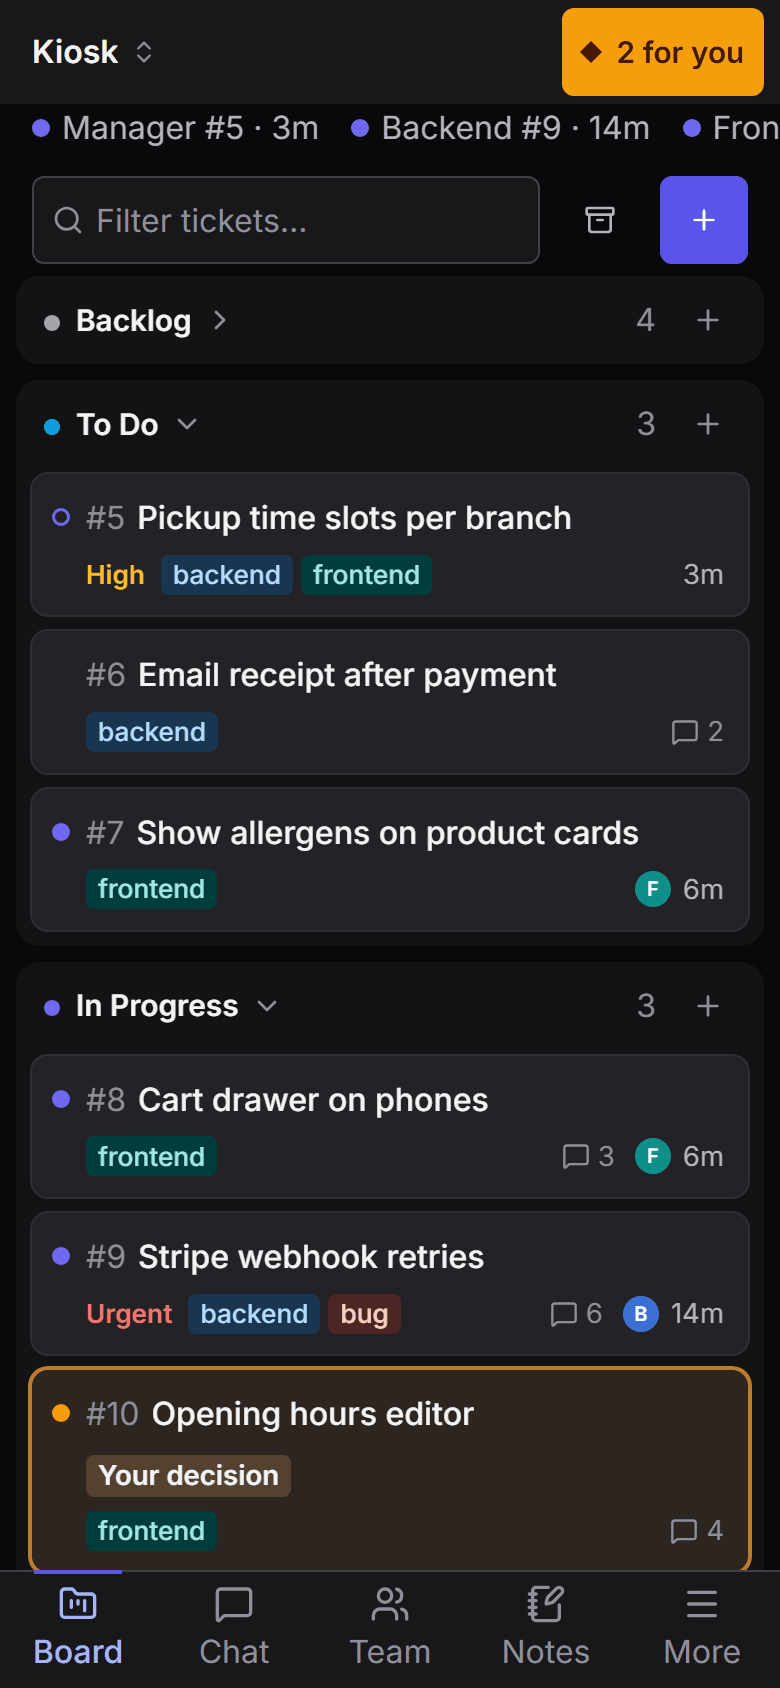 Kiosk
2 for you
Manager #5 · 3m Backend #9 · 14m Fron
Filter tickets...
Backlog 4
To Do 3
#5 Pickup time slots per branch
High backend frontend 3m
#6 Email receipt after payment
backend 2
#7 Show allergens on product cards
frontend F 6m
In Progress 3
#8 Cart drawer on phones
frontend 3 F 6m
#9 Stripe webhook retries
Urgent backend bug 6 B 14m
#10 Opening hours editor
Your decision
frontend 4
Board Chat Team Notes More